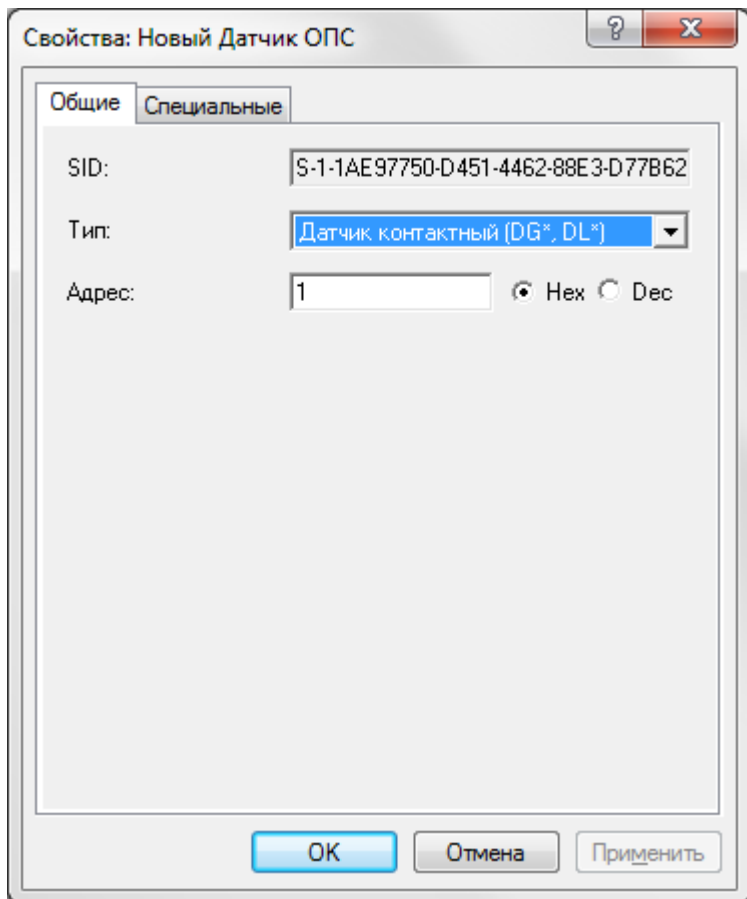 Свойства: Новый Датчик ОПС
Общие Специальные
SID: S-1-1AE97750-D451-4462-88E3-D77B62
Тип: Датчик контактный (DG*, DL*)
Адрес: 1 Hex Dec
OK Отмена Применить